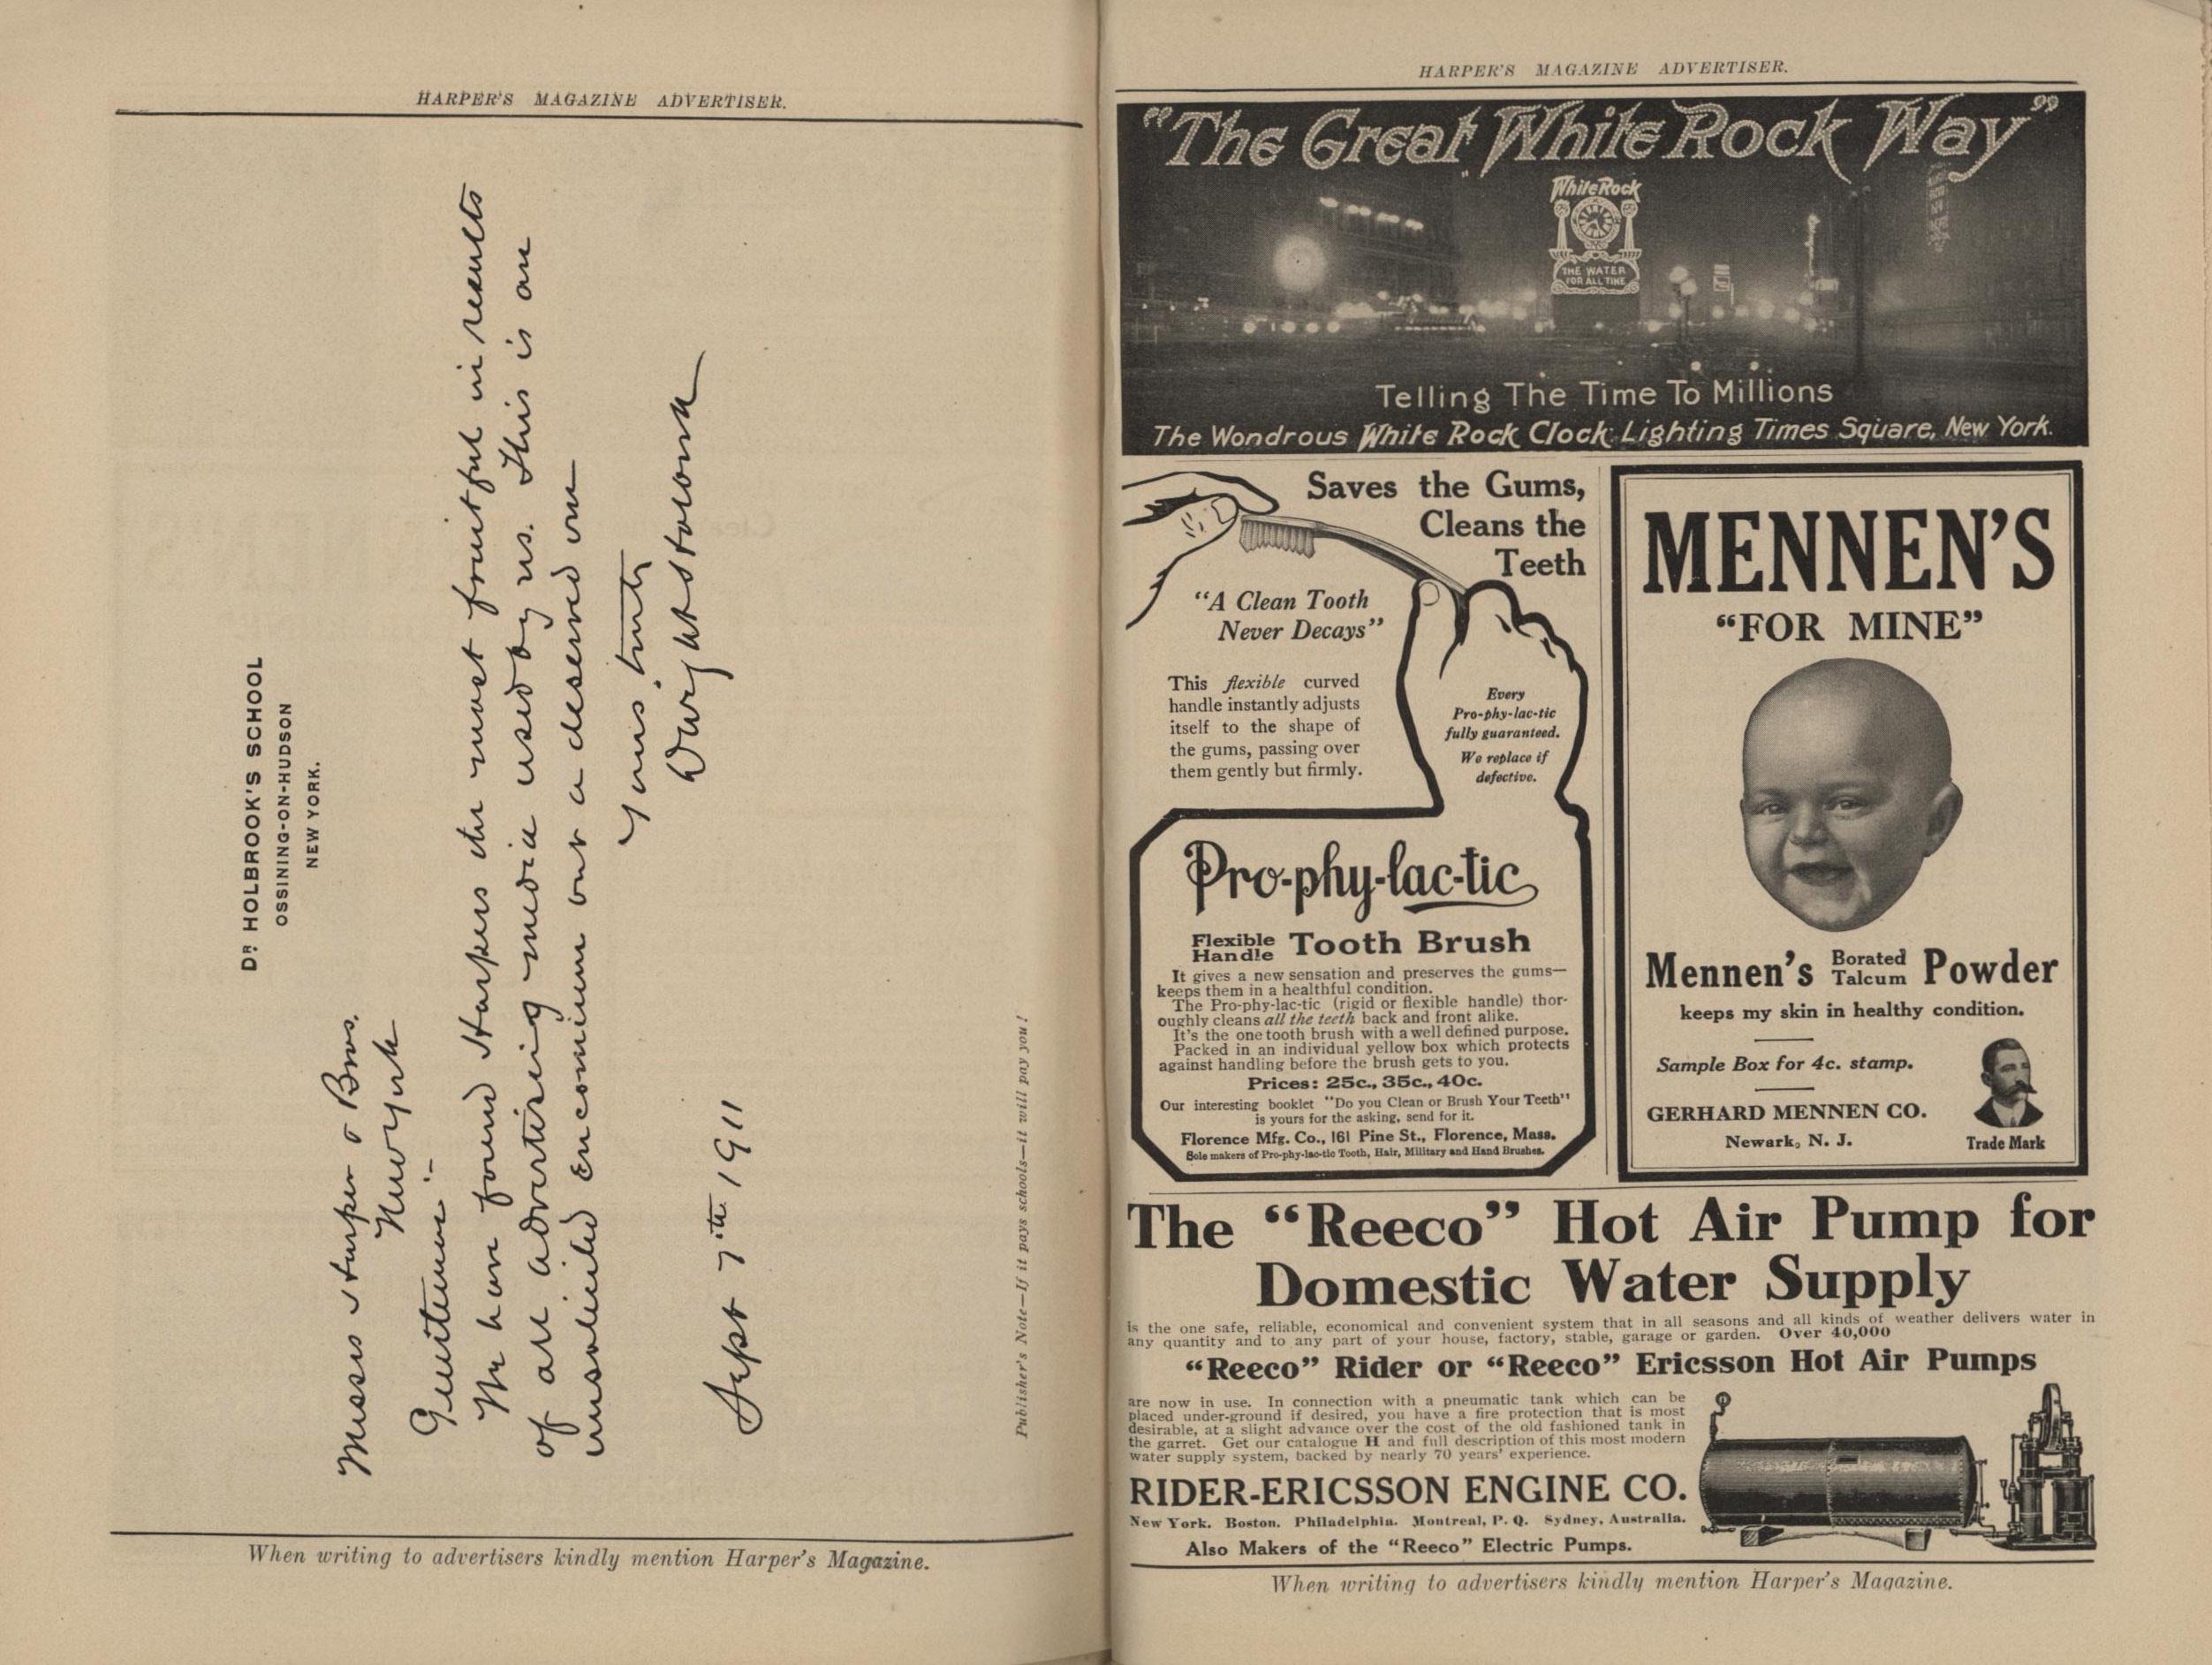 HARPER'S MAGAZINE ADVERTISER.
DR HOLBROOK'S SCHOOL
OSSINING-ON-HUDSON
NEW YORK.
Messrs Harper & Bros.
New York
Gentlemen:-
We have found Harpers the most fruitful in results
of all advertising media used by us. This is an
unsolicited encomium but a deserved one
Yours truly
Sept 7th 1911
Publisher's Note—If it pays schools—it will pay you!
When writing to advertisers kindly mention Harper's Magazine.
HARPER'S MAGAZINE ADVERTISER.
"The Great White Rock Way"
White Rock
THE WATER
FOR ALL TIME
Telling The Time To Millions
The Wondrous White Rock Clock Lighting Times Square, New York.
Saves the Gums,
Cleans the
Teeth
"A Clean Tooth
Never Decays"
This flexible curved
handle instantly adjusts
itself to the shape of
the gums, passing over
them gently but firmly.
Every
Pro-phy-lac-tic
fully guaranteed.
We replace if
defective.
Pro-phy-lac-tic
Flexible
Handle Tooth Brush
It gives a new sensation and preserves the gums—
keeps them in a healthful condition.
The Pro-phy-lac-tic (rigid or flexible handle) thor-
oughly cleans all the teeth back and front alike.
It's the one tooth brush with a well defined purpose.
Packed in an individual yellow box which protects
against handling before the brush gets to you.
Prices: 25c., 35c., 40c.
Our interesting booklet "Do you Clean or Brush Your Teeth"
is yours for the asking, send for it.
Florence Mfg. Co., 161 Pine St., Florence, Mass.
Sole makers of Pro-phy-lac-tic Tooth, Hair, Military and Hand Brushes.
MENNEN'S
"FOR MINE"
Mennen's Borated Talcum Powder
keeps my skin in healthy condition.
Sample Box for 4c. stamp.
GERHARD MENNEN CO.
Newark, N. J.
Trade Mark
The "Reeco" Hot Air Pump for
Domestic Water Supply
is the one safe, reliable, economical and convenient system that in all seasons and all kinds of weather delivers water in
any quantity and to any part of your house, factory, stable, garage or garden. Over 40,000
"Reeco" Rider or "Reeco" Ericsson Hot Air Pumps
are now in use. In connection with a pneumatic tank which can be
placed under-ground if desired, you have a fire protection that is most
desirable, at a slight advance over the cost of the old fashioned tank in
the garret. Get our catalogue H and full description of this most modern
water supply system, backed by nearly 70 years' experience.
RIDER-ERICSSON ENGINE CO.
New York. Boston. Philadelphia. Montreal, P. Q. Sydney, Australia.
Also Makers of the "Reeco" Electric Pumps.
When writing to advertisers kindly mention Harper's Magazine.